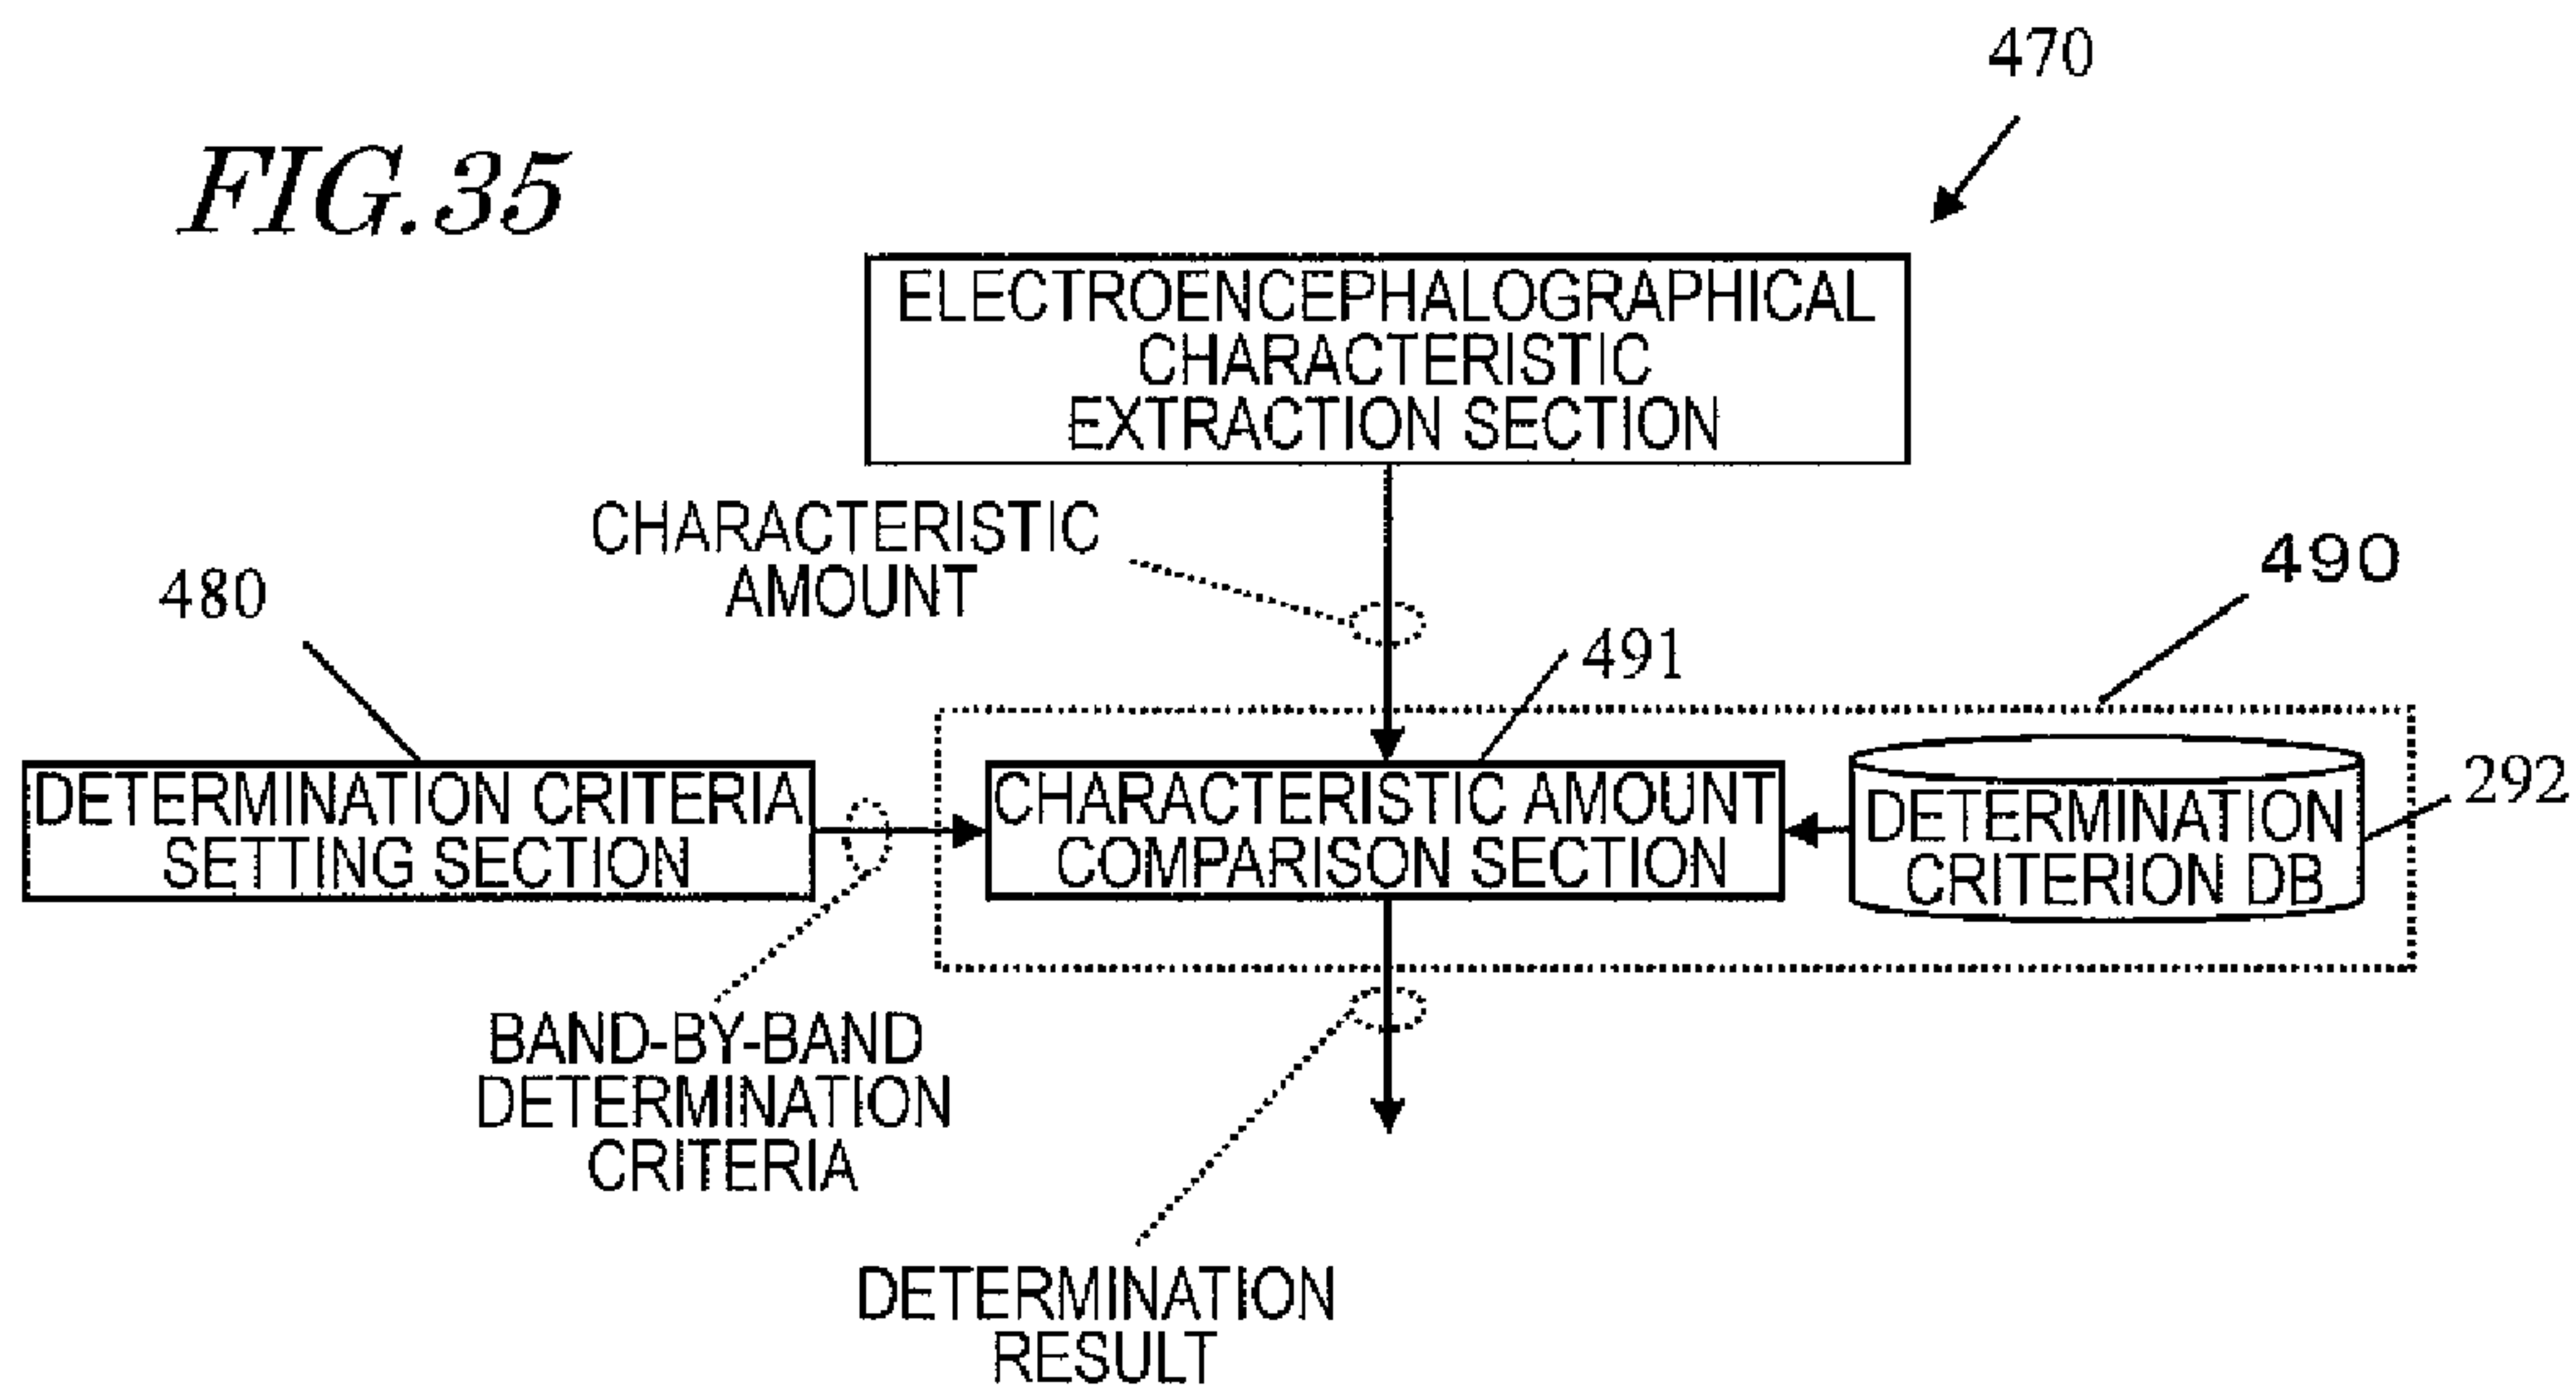 470
FIG.35
ELECTROENCEPHALOGRAPHICAL
CHARACTERISTIC
EXTRACTION SECTION
CHARACTERISTIC
AMOUNT
490
480
491
DETERMINATION CRITERIA
SETTING SECTION
CHARACTERISTIC AMOUNT
COMPARISON SECTION
DETERMINATION
CRITERION DB
292
BAND-BY-BAND
DETERMINATION
CRITERIA
DETERMINATION
RESULT